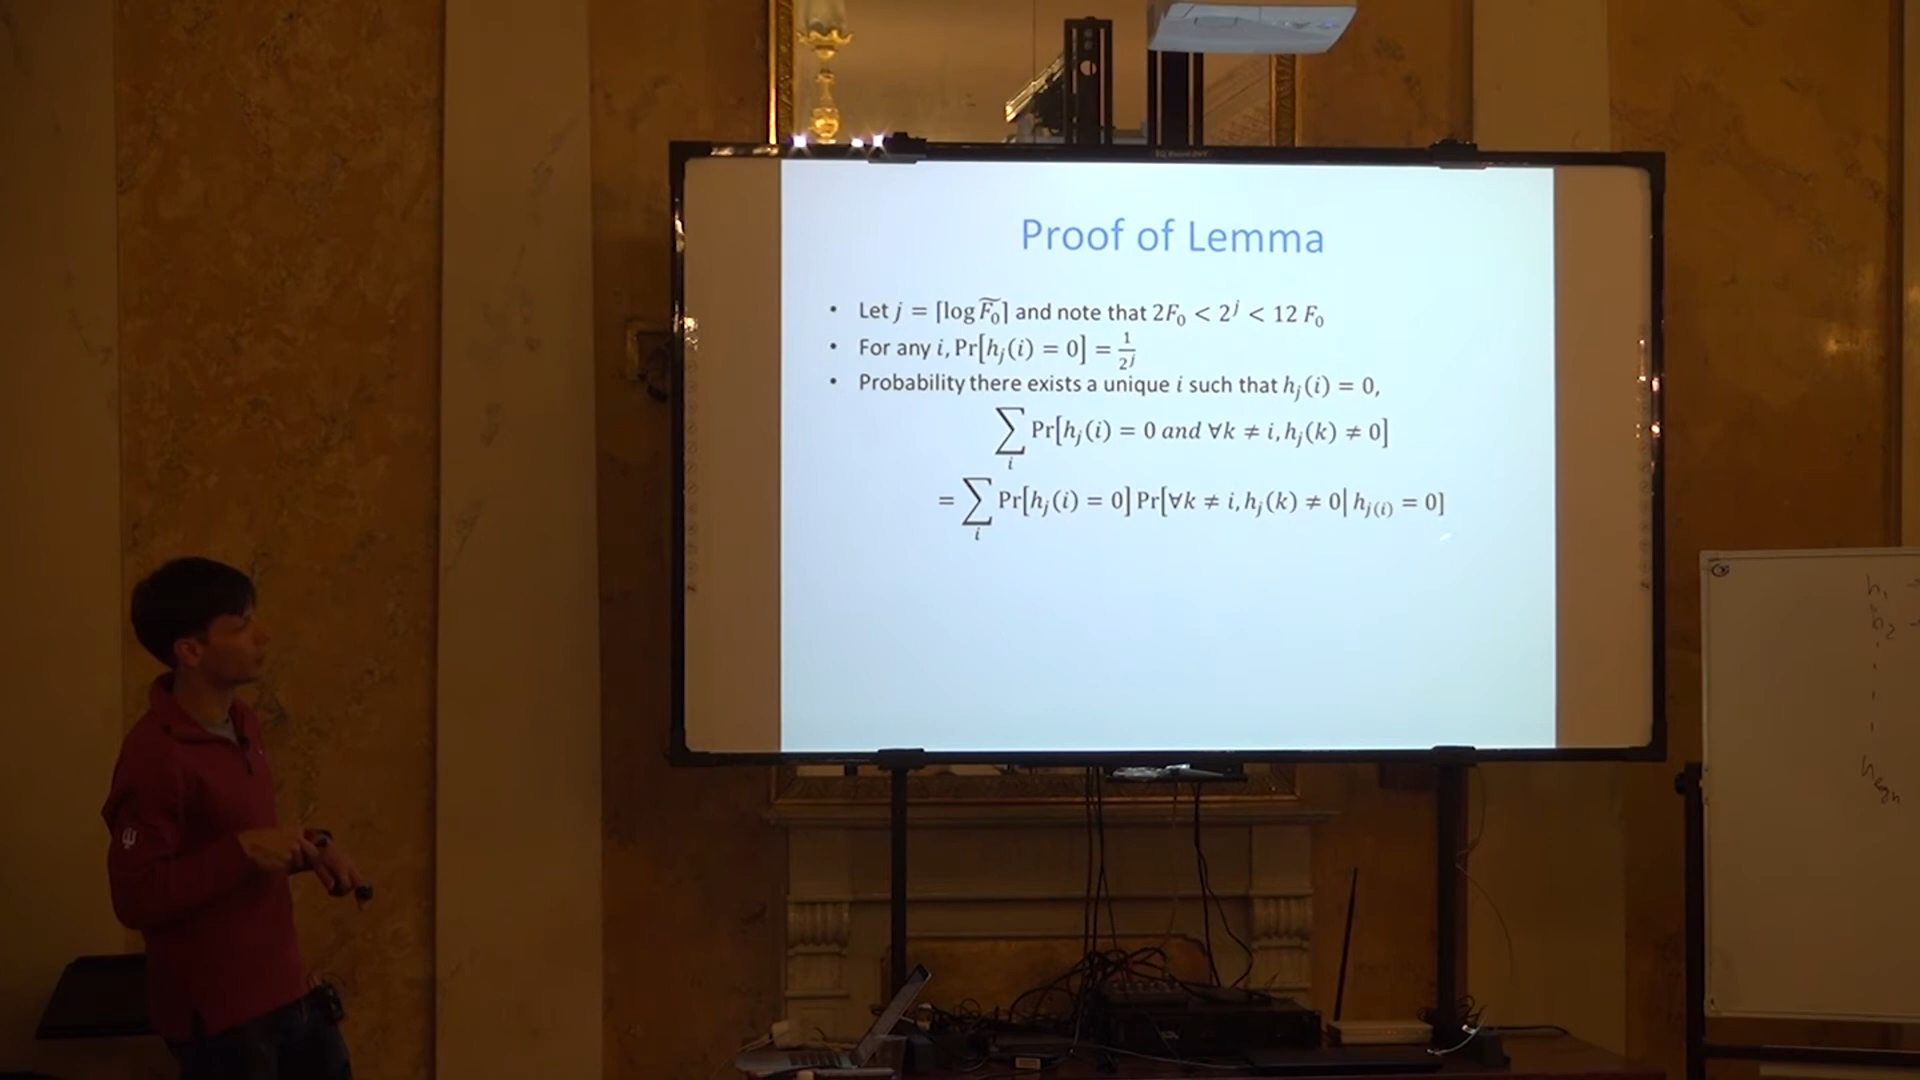 Proof of Lemma
• Let j = ⌈log F̃₀⌉ and note that 2F₀ < 2ʲ < 12 F₀
• For any i, Pr[hⱼ(i) = 0] = 1/2ʲ
• Probability there exists a unique i such that hⱼ(i) = 0,
∑ᵢ Pr[hⱼ(i) = 0 and ∀k ≠ i, hⱼ(k) ≠ 0]
= ∑ᵢ Pr[hⱼ(i) = 0] Pr[∀k ≠ i, hⱼ(k) ≠ 0| hⱼ₍ᵢ₎ = 0]
h₁
h₂